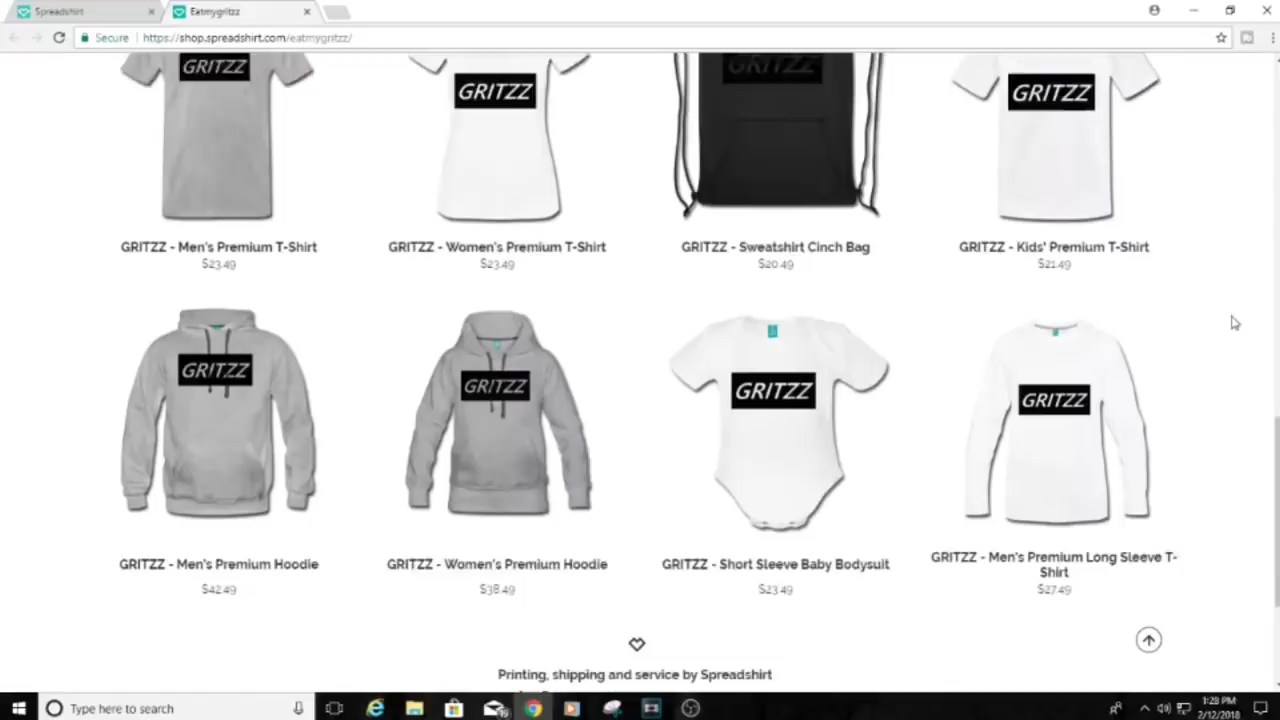 Spreadshirt
Eatmygritzz
Secure https://shop.spreadshirt.com/eatmygritzz/
GRITZZ GRITZZ GRITZZ GRITZZ
GRITZZ - Men's Premium T-Shirt
$23.49
GRITZZ - Women's Premium T-Shirt
$23.49
GRITZZ - Sweatshirt Cinch Bag
$20.49
GRITZZ - Kids' Premium T-Shirt
$21.49
GRITZZ GRITZZ GRITZZ GRITZZ
GRITZZ - Men's Premium Hoodie
$42.49
GRITZZ - Women's Premium Hoodie
$38.49
GRITZZ - Short Sleeve Baby Bodysuit
$23.49
GRITZZ - Men's Premium Long Sleeve T-
Shirt
$27.49
Printing, shipping and service by Spreadshirt
Type here to search
1:28 PM
2/12/2018